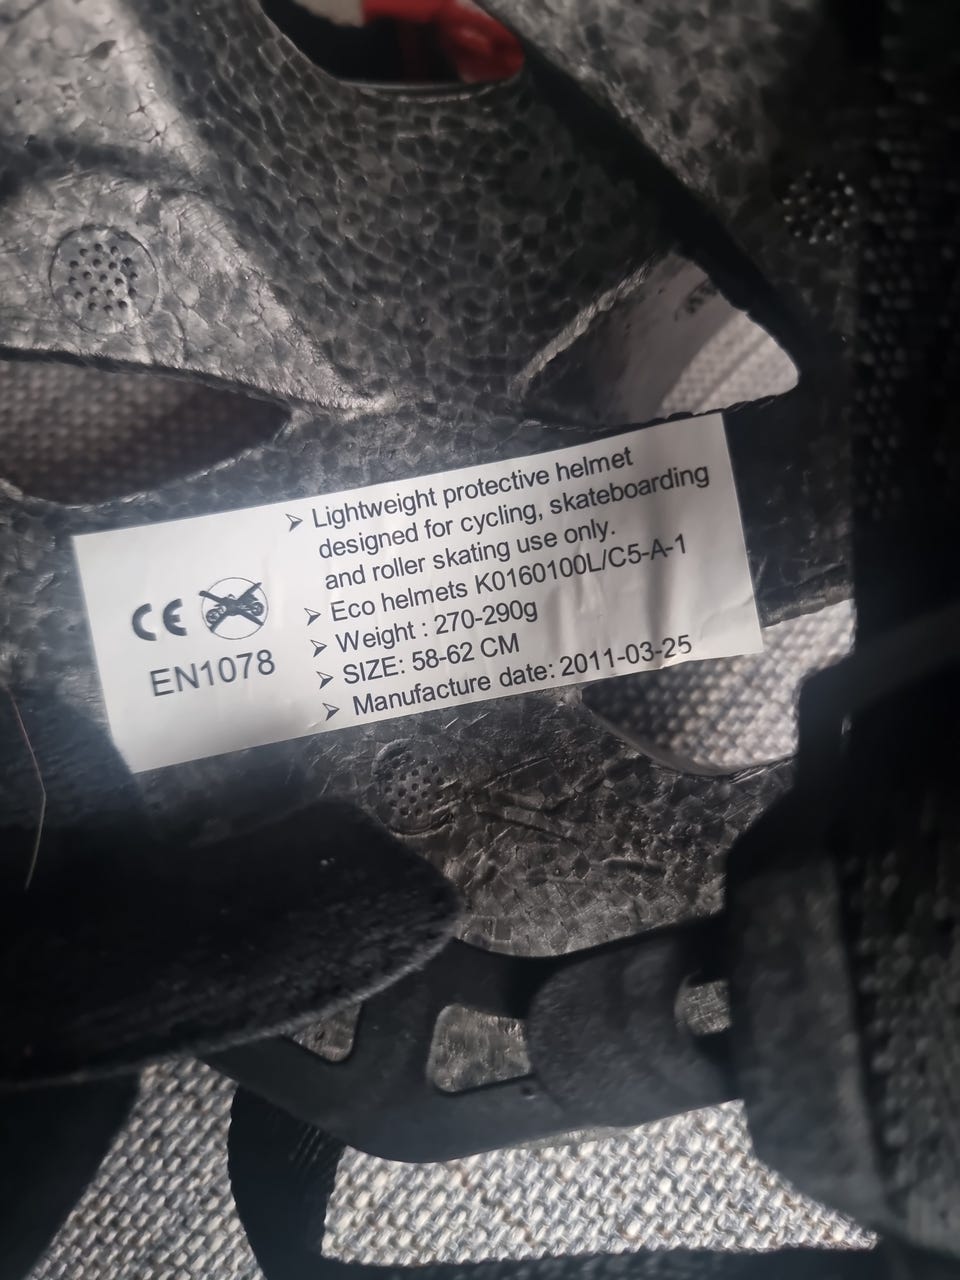 CE
EN1078
➢ Lightweight protective helmet
designed for cycling, skateboarding
and roller skating use only.
➢ Eco helmets K0160100L/C5-A-1
➢ Weight : 270-290g
➢ SIZE: 58-62 CM
➢ Manufacture date: 2011-03-25